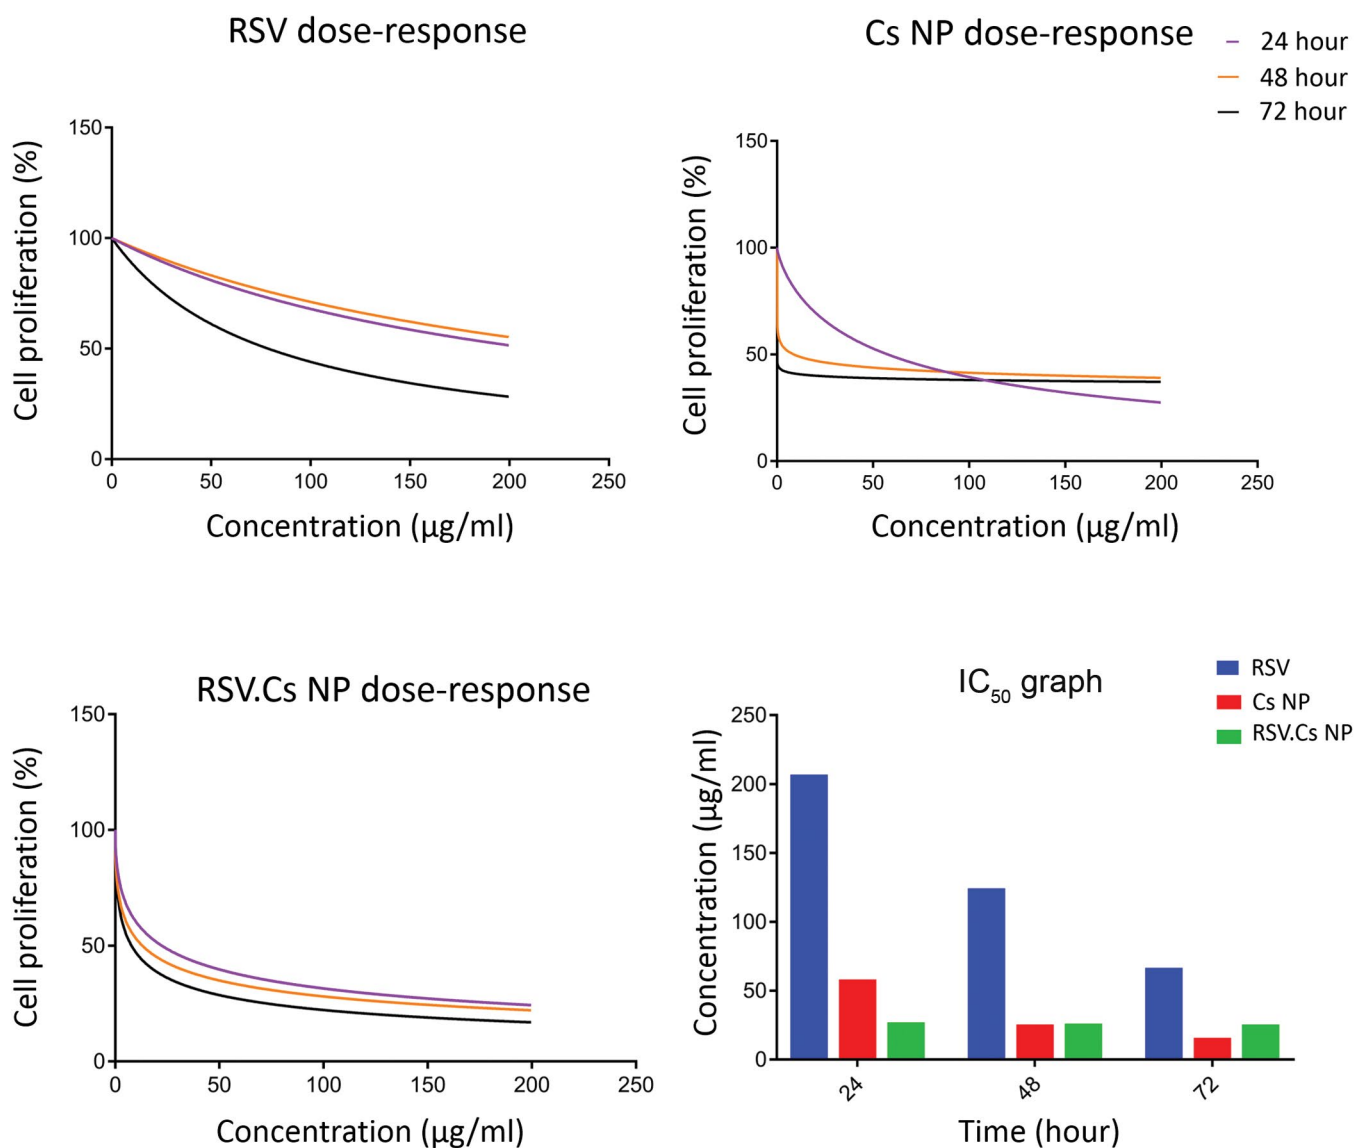 RSV dose-response
150
100
50
0
0 50 100 150 200 250
Cell proliferation (%)
Concentration (µg/ml)
Cs NP dose-response
24 hour
48 hour
72 hour
150
100
50
0
0 50 100 150 200 250
Cell proliferation (%)
Concentration (µg/ml)
RSV.Cs NP dose-response
150
100
50
0
0 50 100 150 200 250
Cell proliferation (%)
Concentration (µg/ml)
IC50 graph
RSV
Cs NP
RSV.Cs NP
250
200
150
100
50
0
24 48 72
Concentration (µg/ml)
Time (hour)